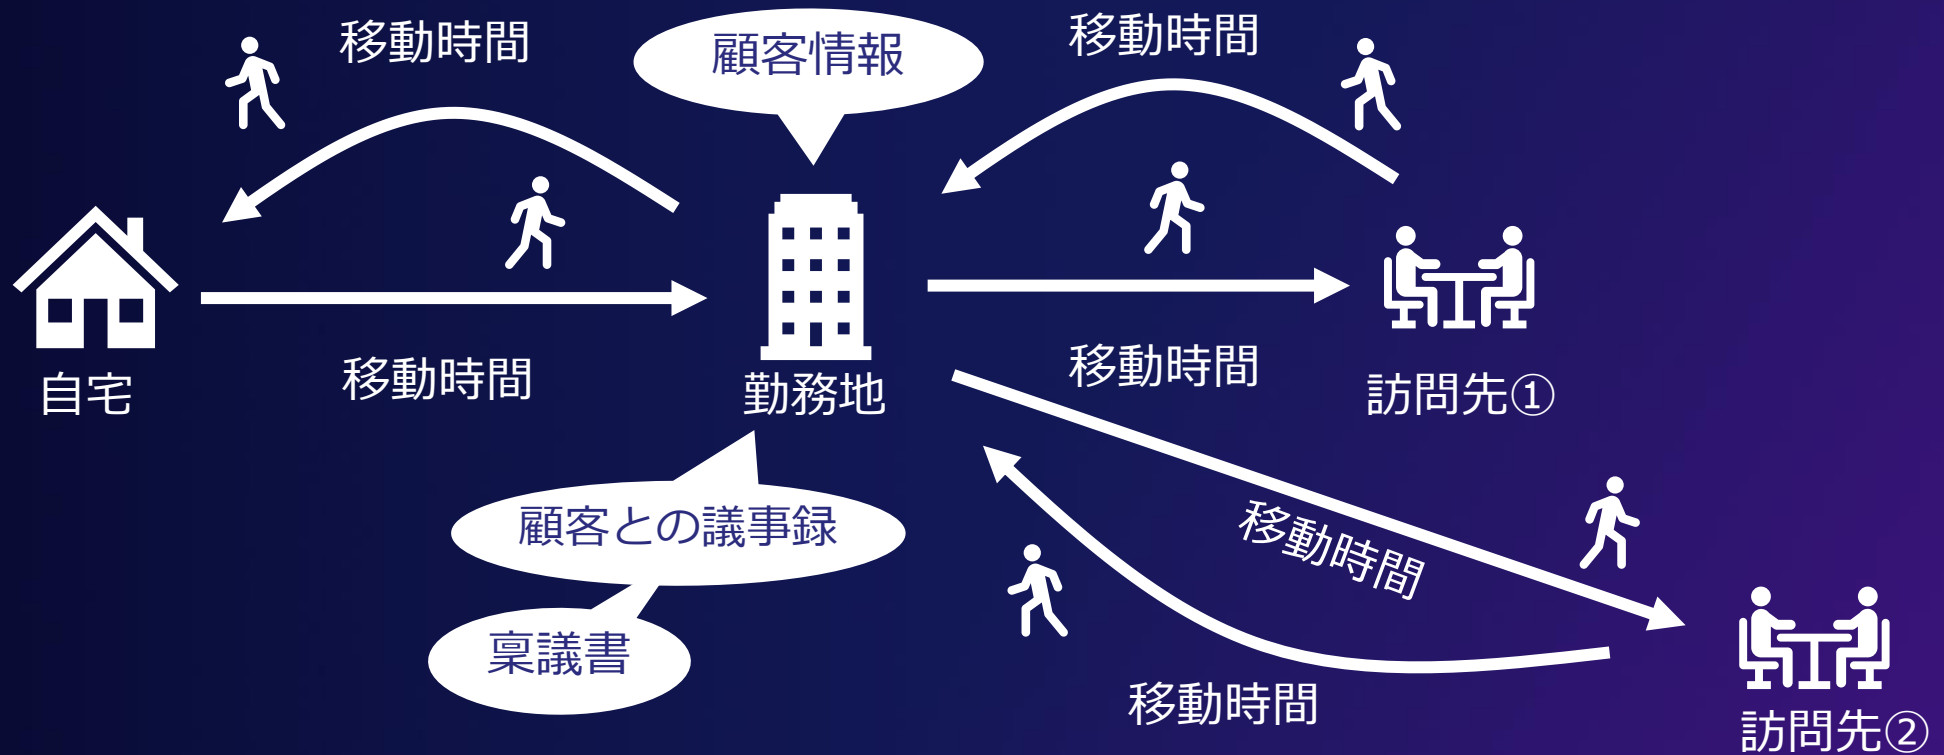 移動時間
顧客情報
移動時間
自宅
移動時間
勤務地
移動時間
訪問先①
顧客との議事録
移動時間
稟議書
移動時間
訪問先②